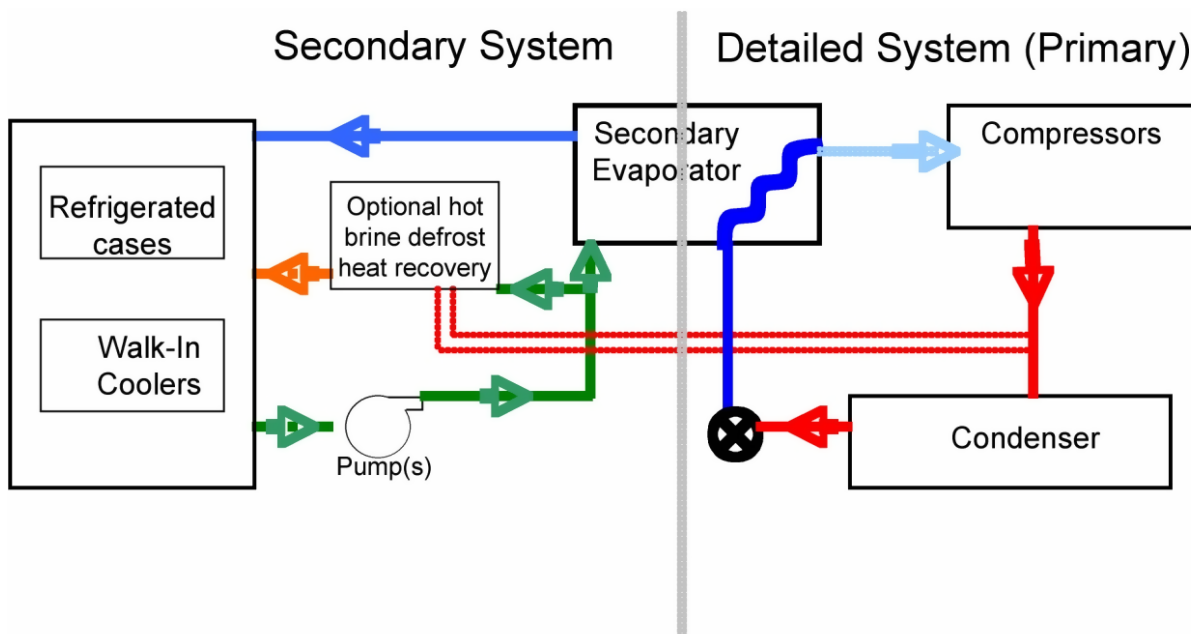 Secondary System
Detailed System (Primary)
Secondary
Evaporator
Compressors
Refrigerated
cases
Optional hot
brine defrost
heat recovery
Walk-In
Coolers
Pump(s)
Condenser